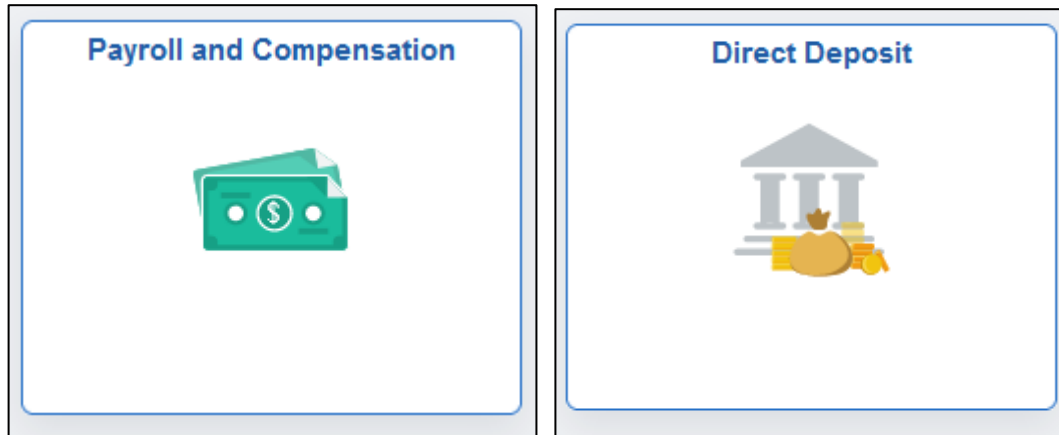 Payroll and Compensation
Direct Deposit
$